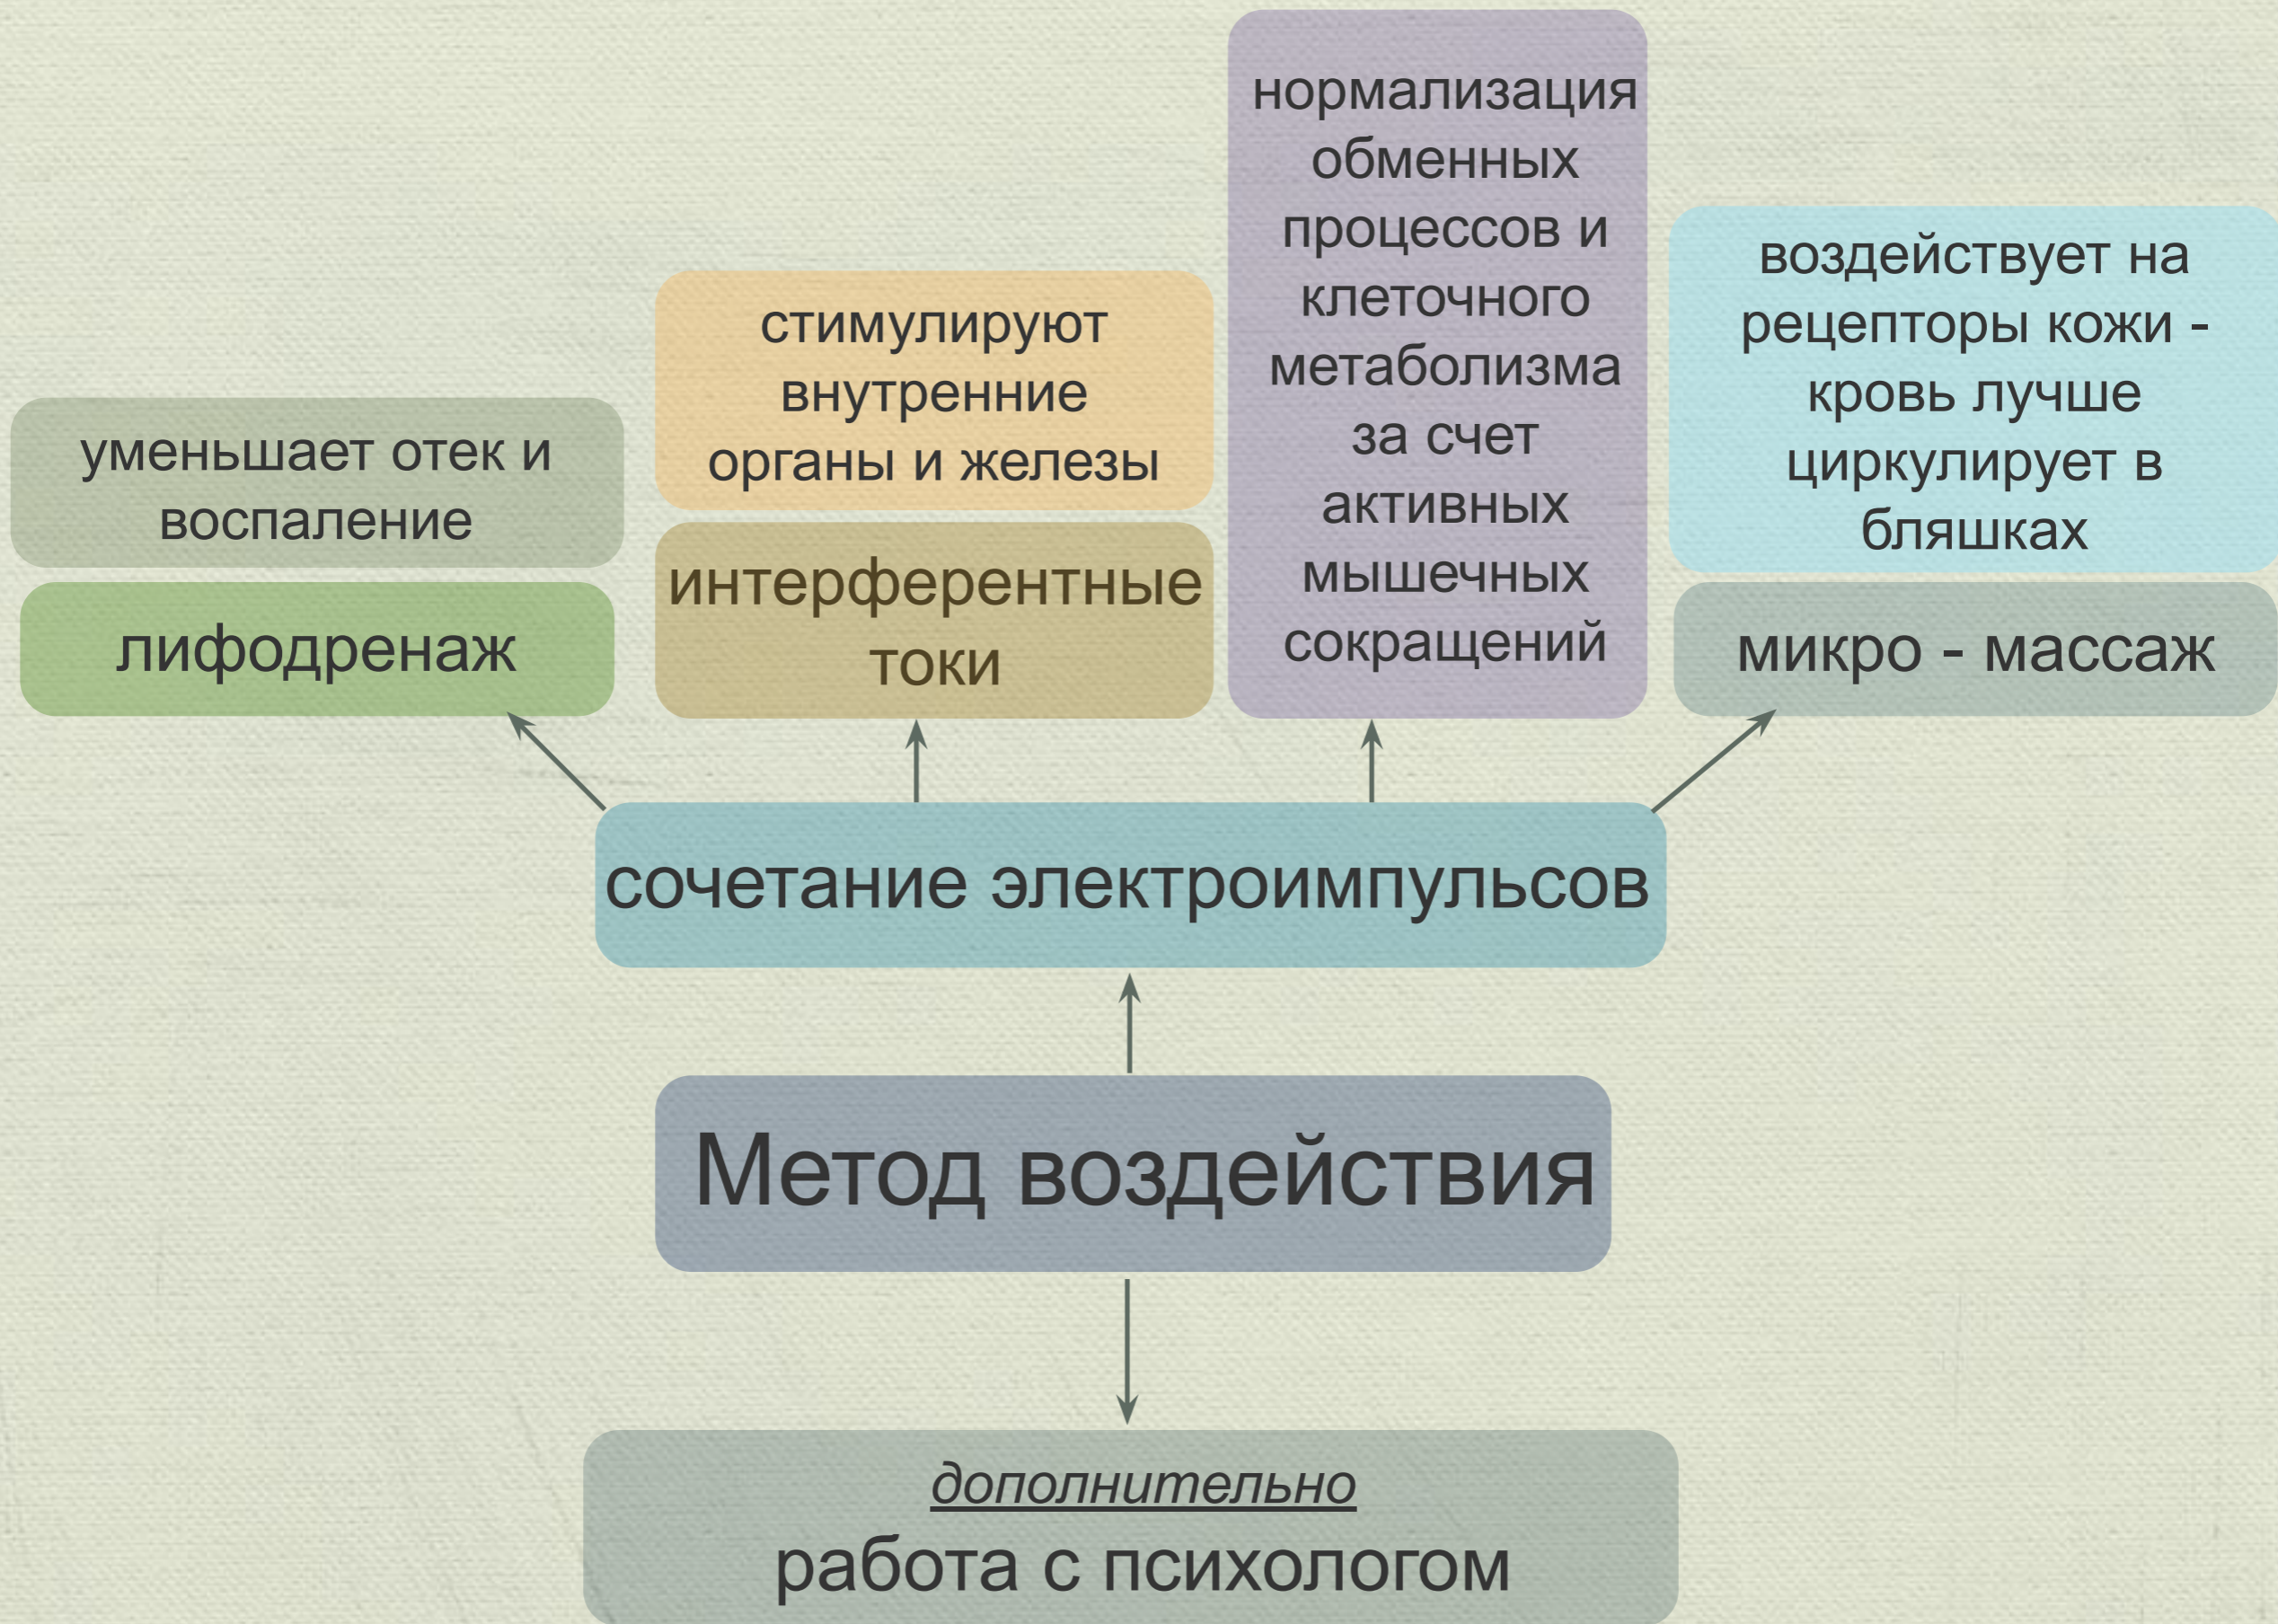 уменьшает отек и
воспаление
лифодренаж
стимулируют
внутренние
органы и железы
интерферентные
токи
нормализация
обменных
процессов и
клеточного
метаболизма
за счет
активных
мышечных
сокращений
воздействует на
рецепторы кожи -
кровь лучше
циркулирует в
бляшках
микро - массаж
сочетание электроимпульсов
Метод воздействия
дополнительно
работа с психологом